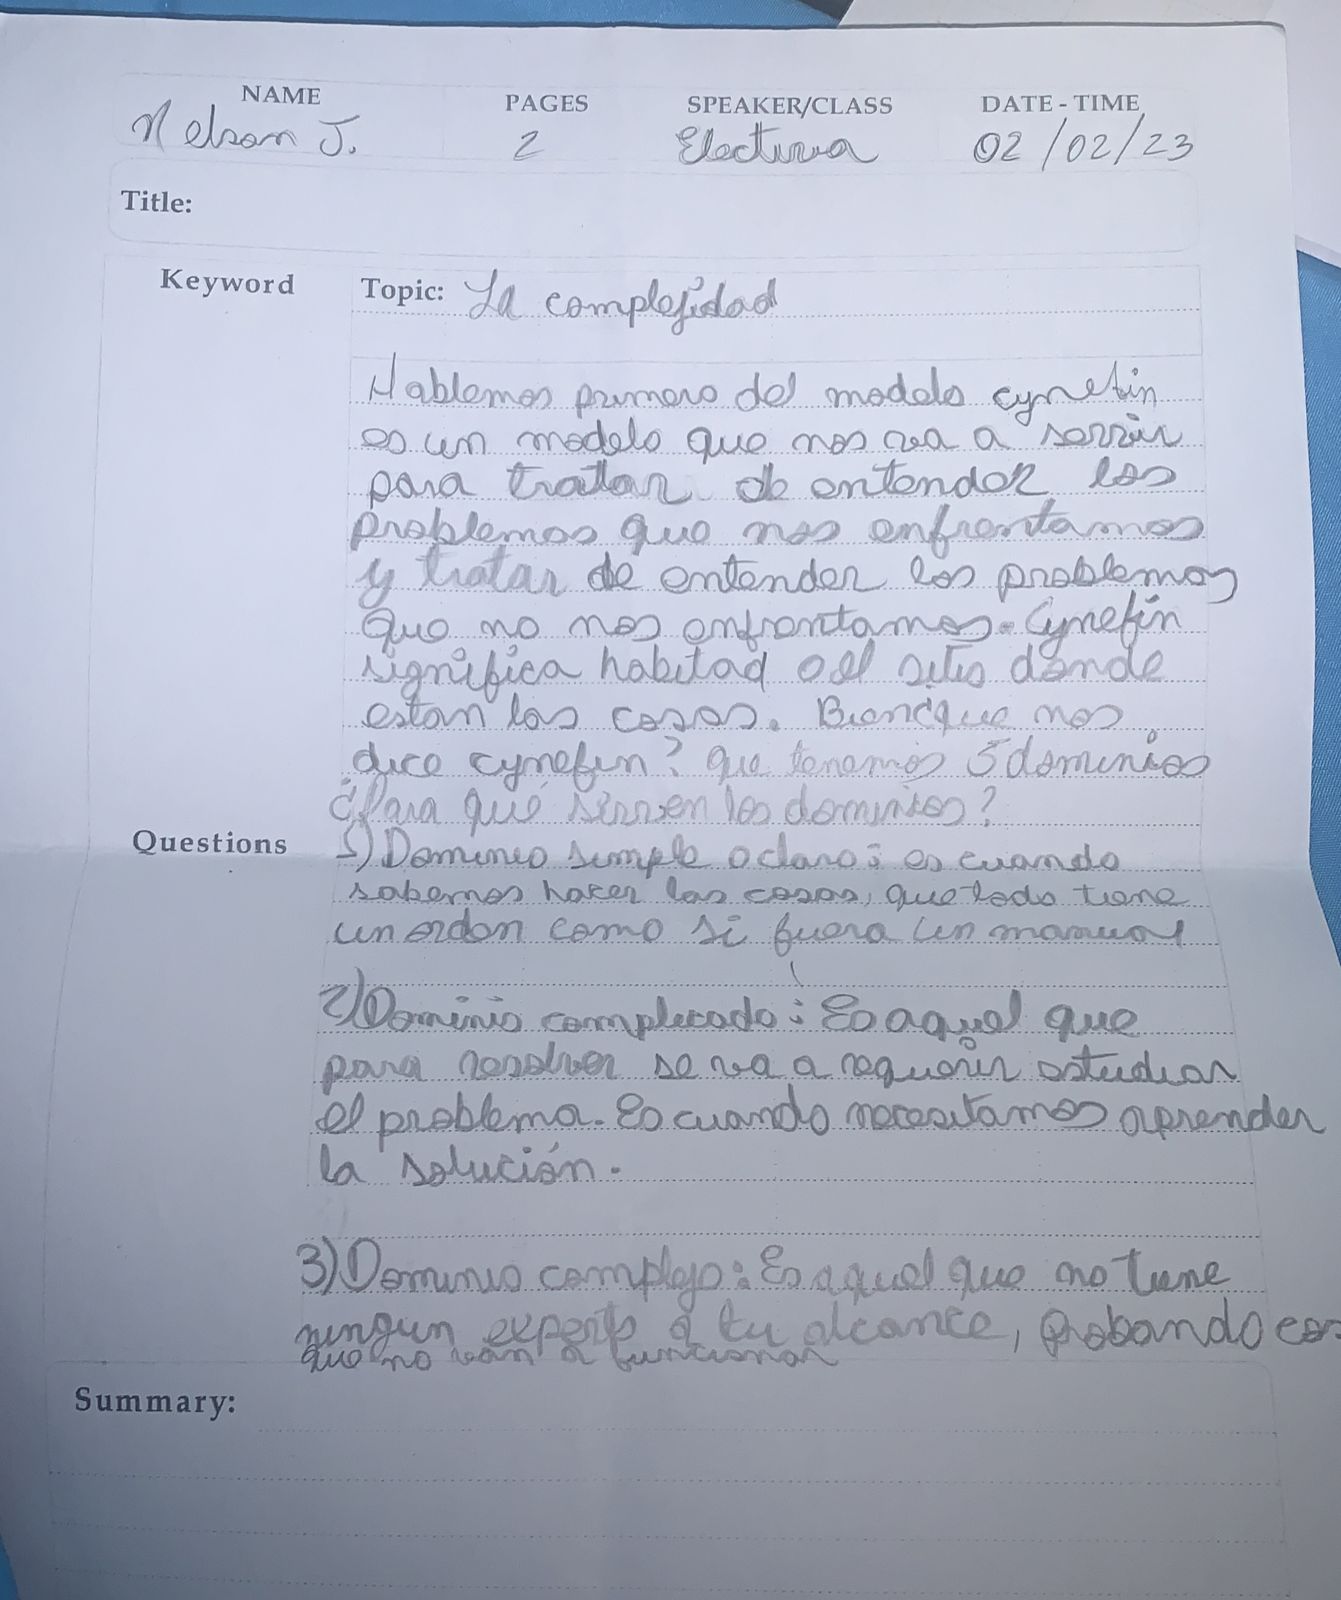 NAME PAGES SPEAKER/CLASS DATE - TIME
Nelson J. 2 Electiva 02/02/23
Title:
Keyword Topic: La complejidad
Hablemos primero del modelo cynefin
es un modelo que nos va a servir
para tratar de entender los
problemas que nos enfrentamos
y tratar de entender los problemas
que no nos enfrentamos. Cynefin
significa habitad o el sitio donde
estan las cosas. Bien ¿que nos
dice cynefin? que tenemos 5 dominios
¿Para qué sirven los dominios?
Questions 1) Dominio simple o claro: es cuando
sabemos hacer las cosas, que todo tiene
un orden como si fuera un manual
2) Dominio complicado: Es aquel que
para resolver se va a requerir estudiar
el problema. Es cuando necesitamos aprender
la solución.
3) Dominio complejo: Es aquel que no tiene
ningun experto a tu alcance, probando cos
que no van a funcionar
Summary: